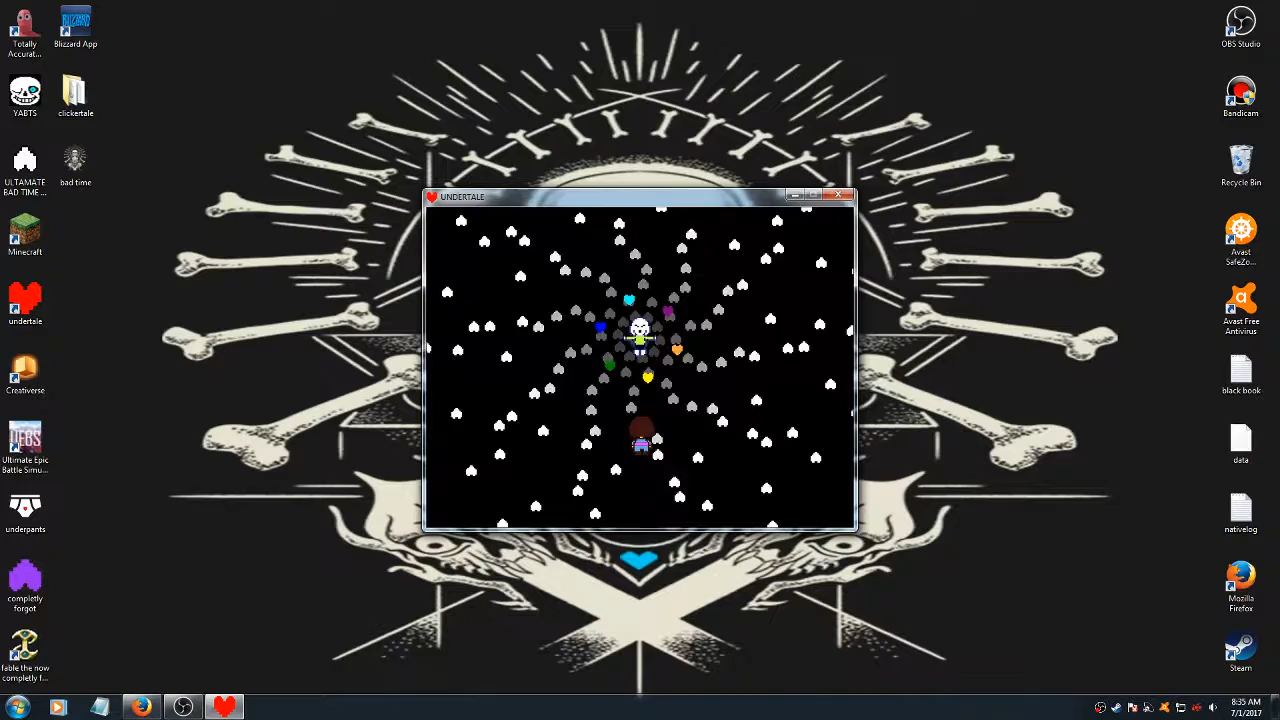 Totally
Accurat...
Blizzard App
YABTS
clickertale
ULTIMATE
BAD TIME ...
bad time
Minecraft
undertale
Creativerse
Ultimate Epic
Battle Simu...
underpants
completly
forgot
fable the now
completly f...
UNDERTALE
OBS Studio
Bandicam
Recycle Bin
Avast
SafeZo...
Avast Free
Antivirus
black book
data
nativelog
Mozilla
Firefox
Steam
8:35 AM
7/1/2017